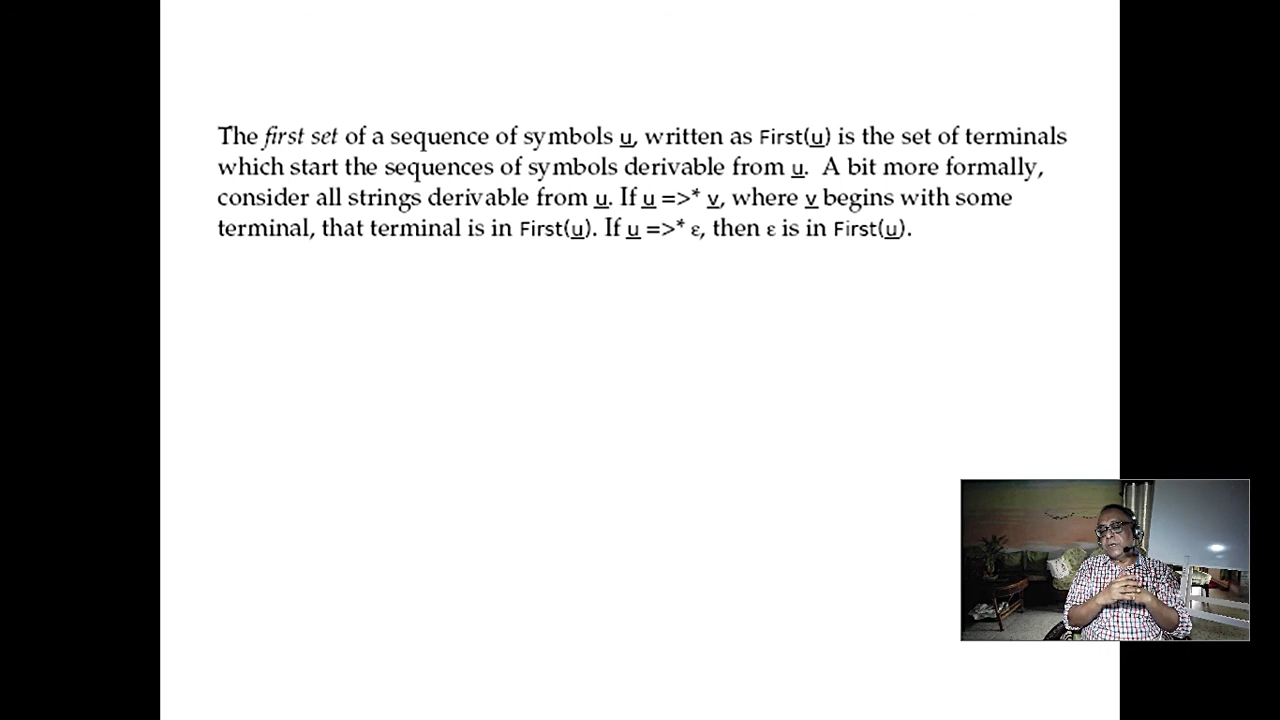 The first set of a sequence of symbols u, written as First(u) is the set of terminals
which start the sequences of symbols derivable from u. A bit more formally,
consider all strings derivable from u. If u =>* v, where v begins with some
terminal, that terminal is in First(u). If u =>* ε, then ε is in First(u).